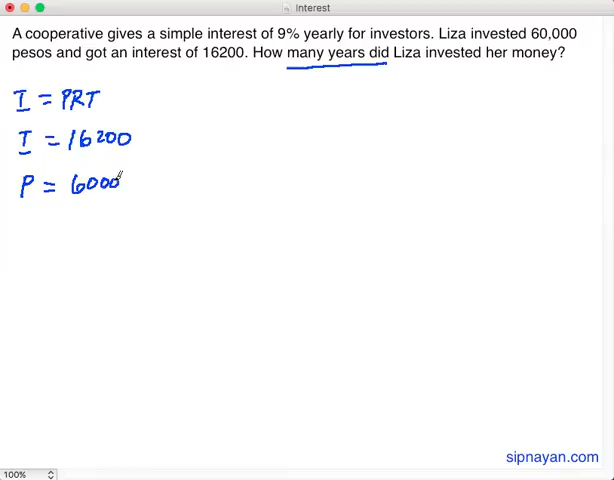 Interest
A cooperative gives a simple interest of 9% yearly for investors. Liza invested 60,000
pesos and got an interest of 16200. How many years did Liza invested her money?
I = PRT
I = 16200
P = 6000
sipnayan.com
100%